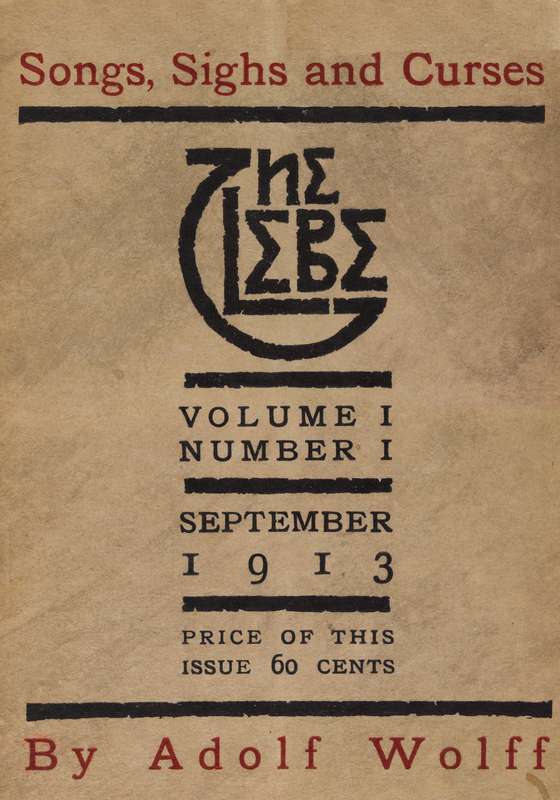 Songs, Sighs and Curses
THE
GLEBE
VOLUME I
NUMBER I
SEPTEMBER
1913
PRICE OF THIS
ISSUE 60 CENTS
By Adolf Wolff